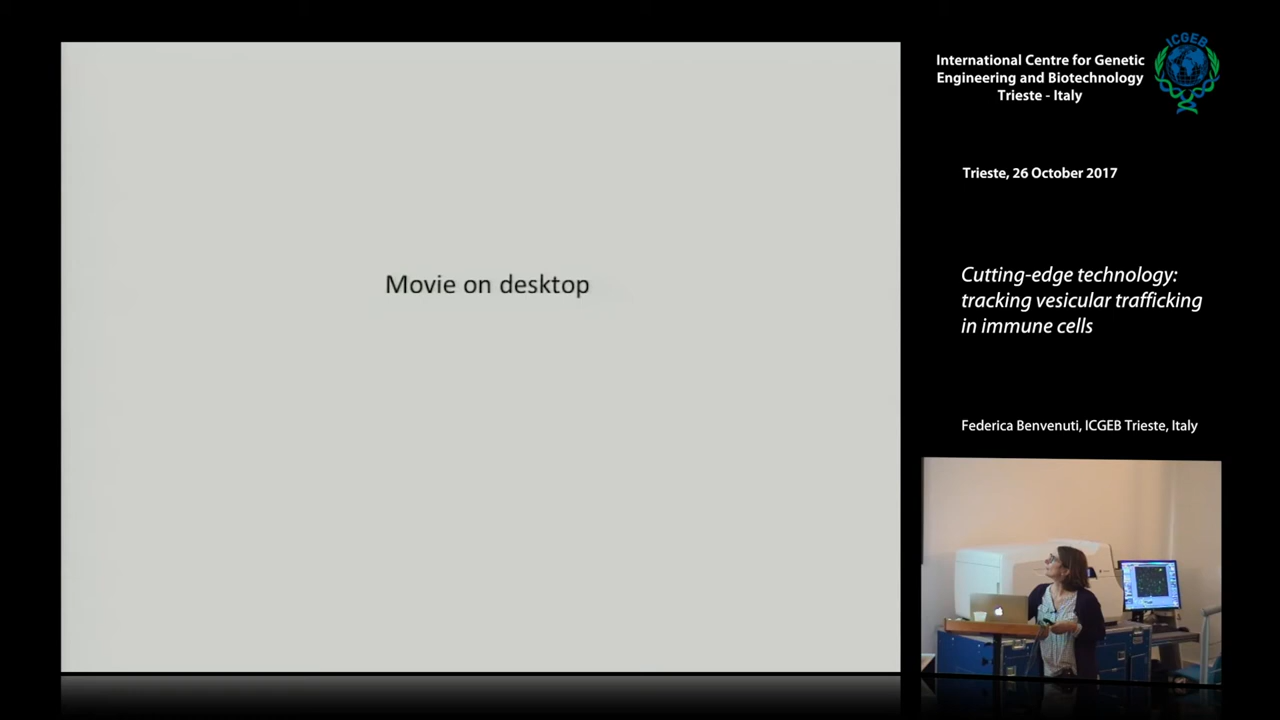 Movie on desktop
International Centre for Genetic
Engineering and Biotechnology
Trieste - Italy
ICGEB
Trieste, 26 October 2017
Cutting-edge technology:
tracking vesicular trafficking
in immune cells
Federica Benvenuti, ICGEB Trieste, Italy